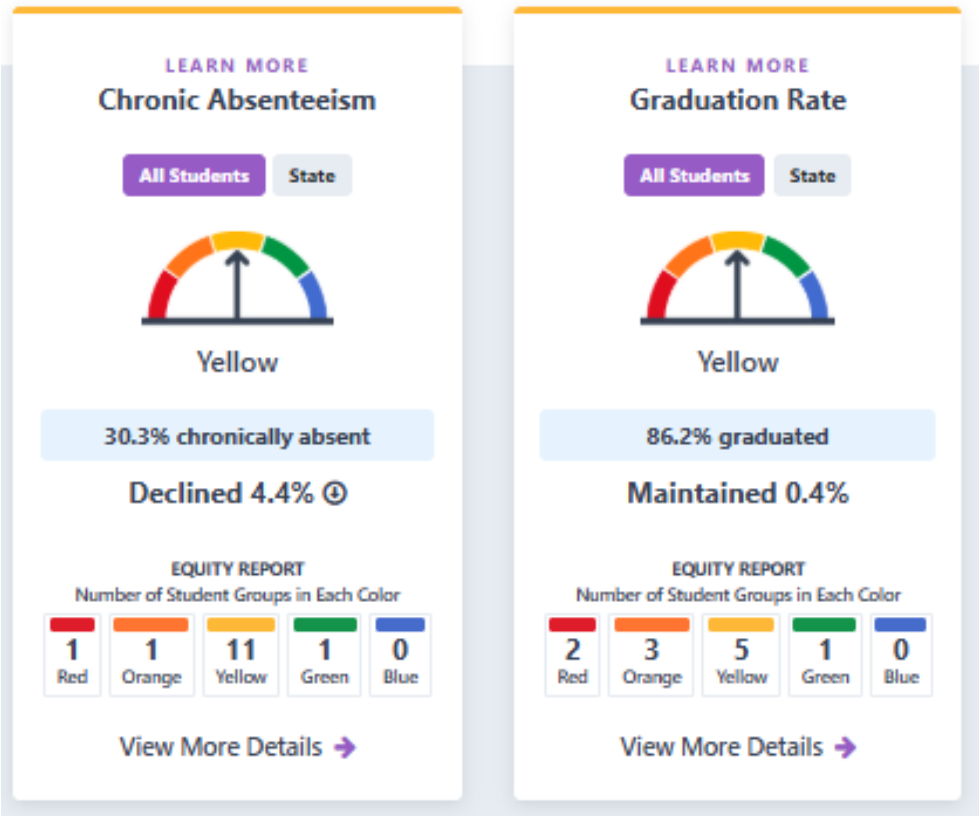 LEARN MORE
Chronic Absenteeism
All Students
State
Yellow
30.3% chronically absent
Declined 4.4%
EQUITY REPORT
Number of Student Groups in Each Color
1 1 11 1 0
Red Orange Yellow Green Blue
View More Details
LEARN MORE
Graduation Rate
All Students
State
Yellow
86.2% graduated
Maintained 0.4%
EQUITY REPORT
Number of Student Groups in Each Color
2 3 5 1 0
Red Orange Yellow Green Blue
View More Details